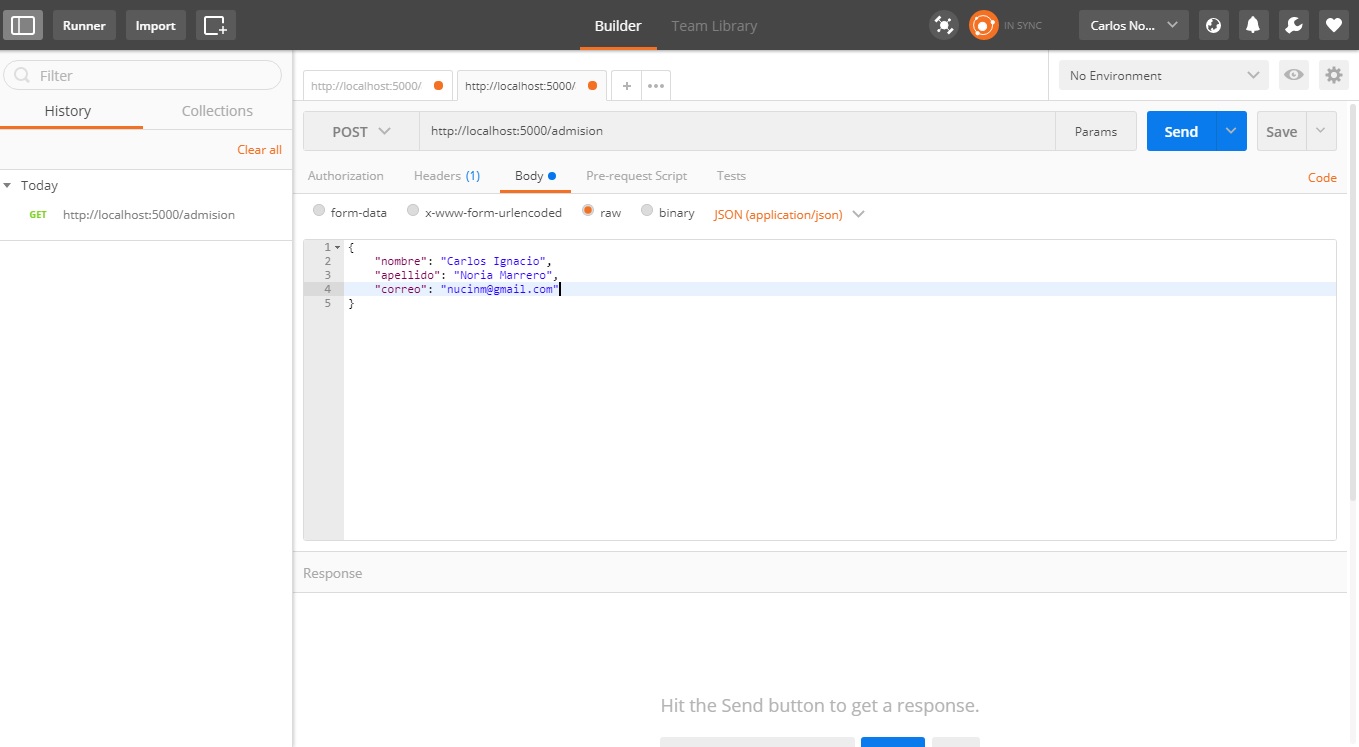 Runner Import Builder Team Library IN SYNC Carlos No...
Filter
History Collections
Clear all
Today
GET http://localhost:5000/admision
http://localhost:5000/ http://localhost:5000/ + ••• No Environment
POST http://localhost:5000/admision Params Send Save
Authorization Headers (1) Body Pre-request Script Tests Code
form-data x-www-form-urlencoded raw binary JSON (application/json)
1 {
2 "nombre": "Carlos Ignacio",
3 "apellido": "Noria Marrero",
4 "correo": "nucinm@gmail.com"
5 }
Response
Hit the Send button to get a response.